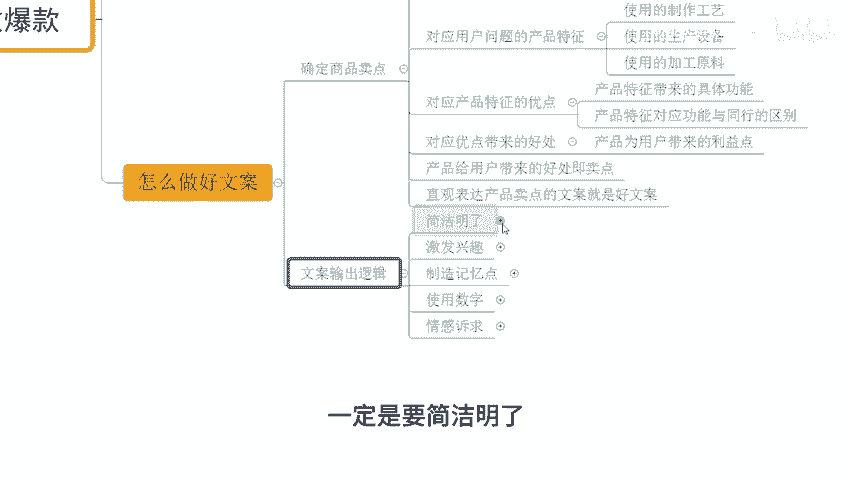 爆款
使用的制作工艺
对应用户问题的产品特征
使用的生产设备
使用的加工原料
确定商品卖点
产品特征带来的具体功能
对应产品特征的优点
产品特征对应功能与同行的区别
对应优点带来的好处
产品为用户带来的利益点
产品给用户带来的好处即卖点
怎么做好文案
直观表达产品卖点的文案就是好文案
简洁明了
激发兴趣
文案输出逻辑
制造记忆点
使用数字
情感诉求
一定是要简洁明了